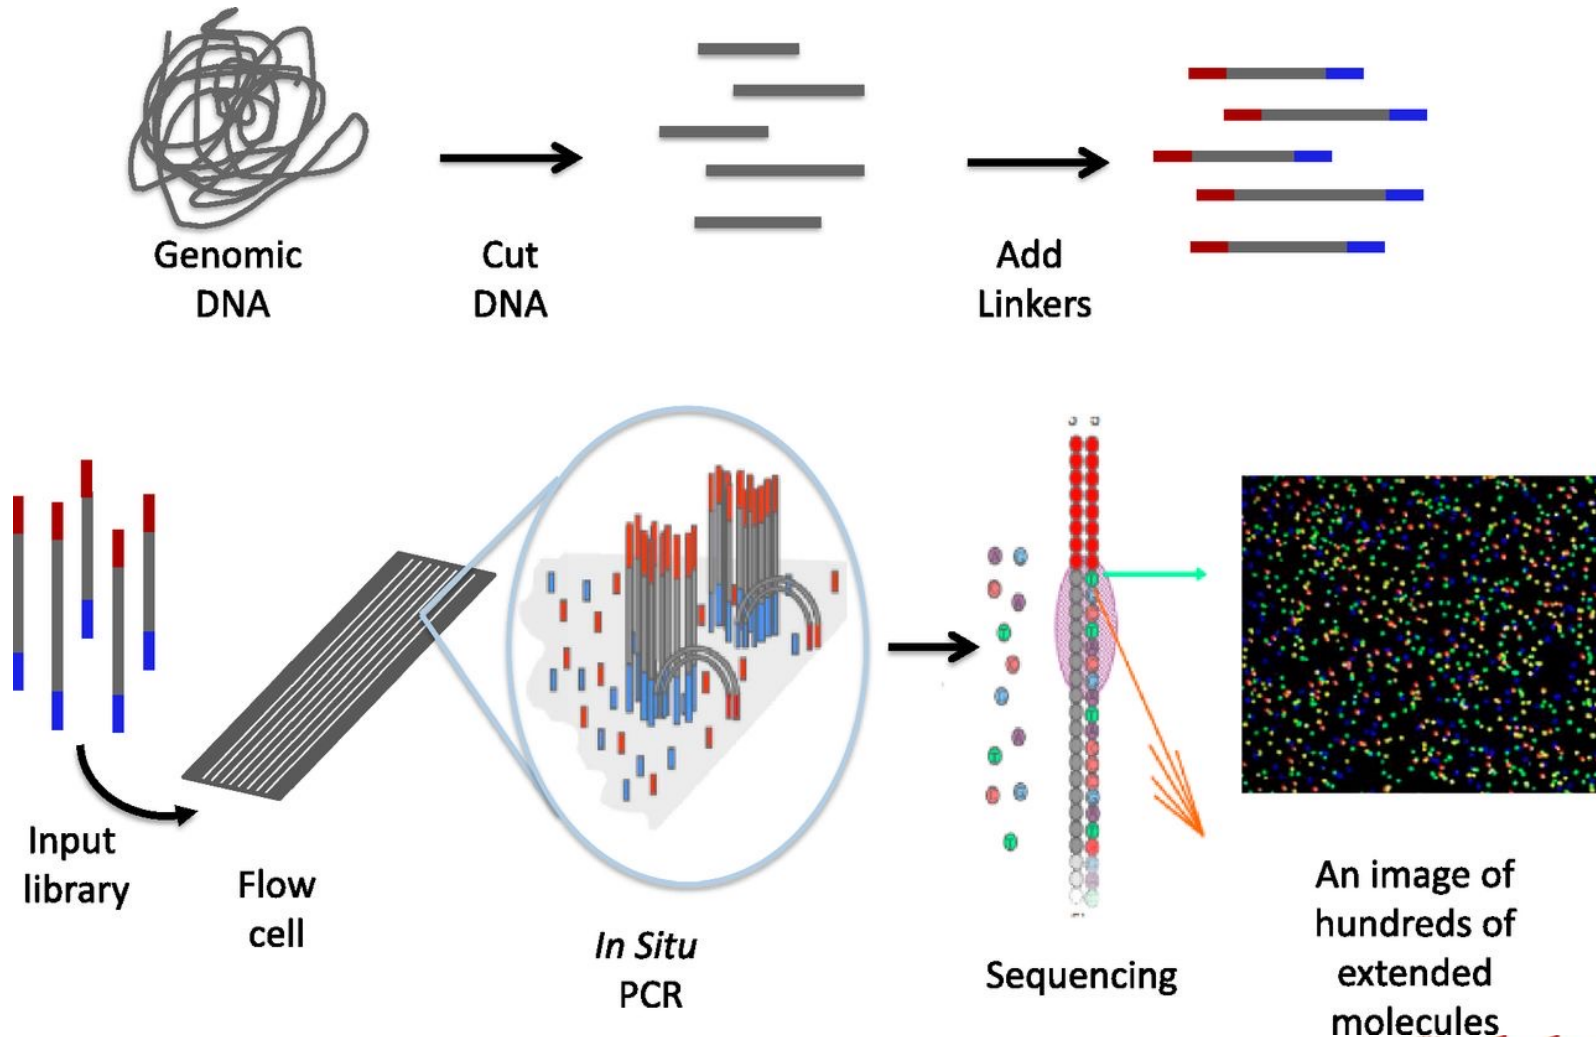 Genomic
DNA
Cut
DNA
Add
Linkers
Input
library
Flow
cell
In Situ
PCR
Sequencing
An image of
hundreds of
extended
molecules